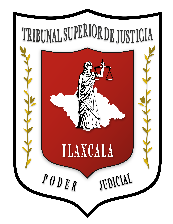 TRIBUNAL SUPERIOR DE JUSTICIA
TLAXCALA
PODER JUDICIAL